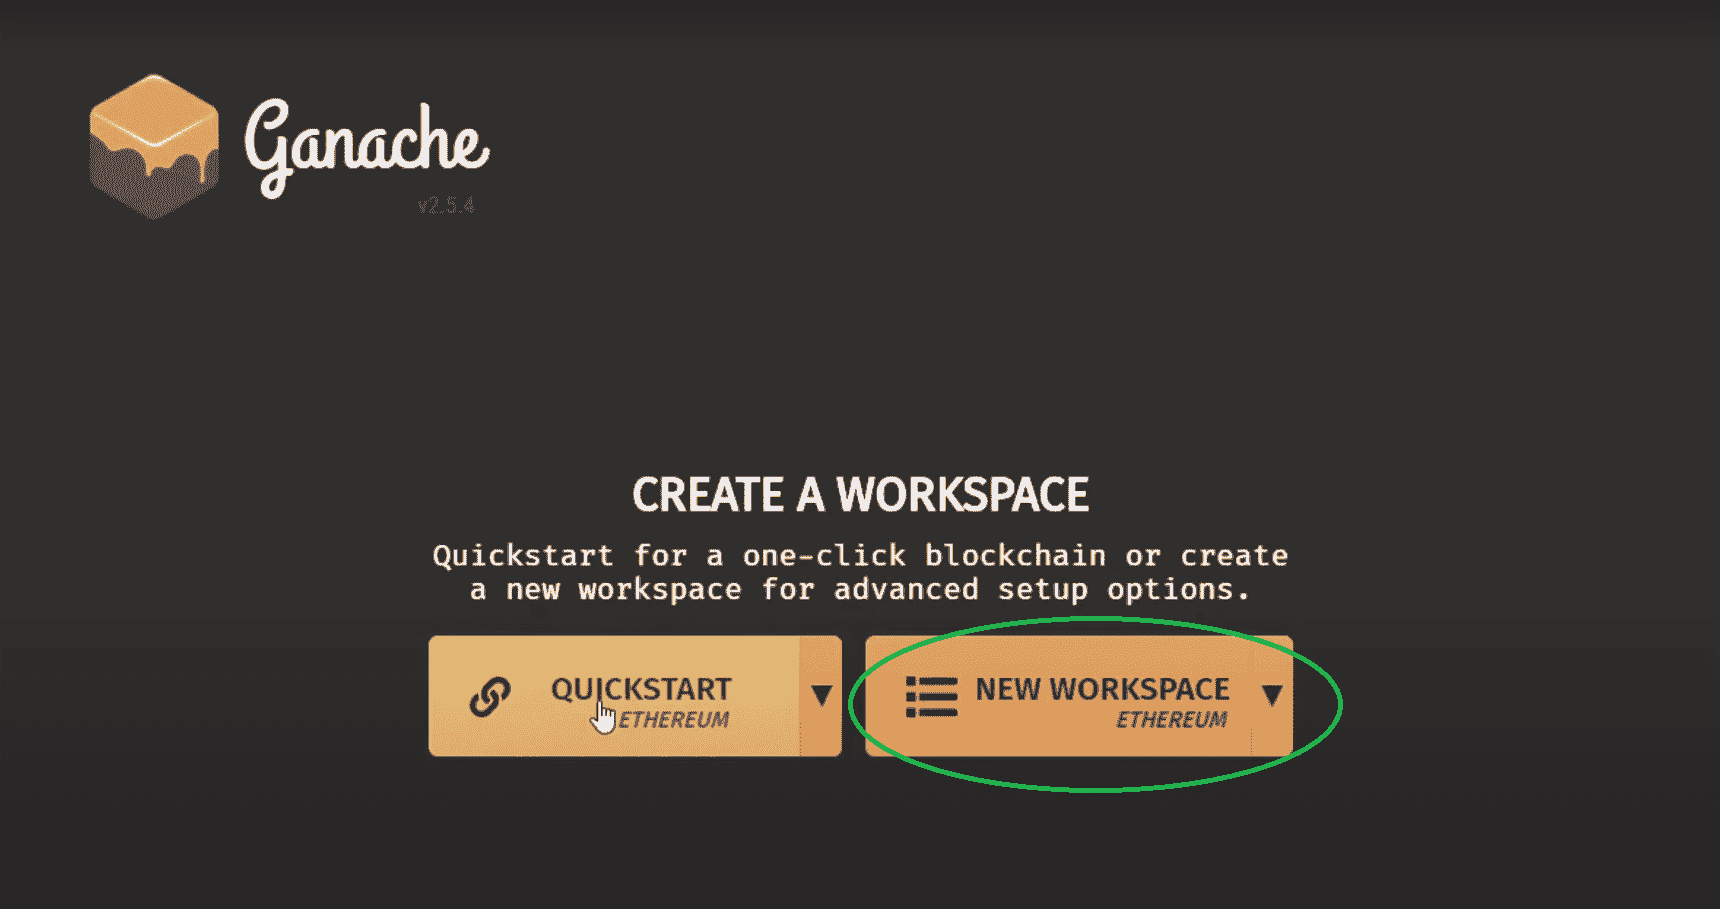 Ganache
v2.5.4
CREATE A WORKSPACE
Quickstart for a one-click blockchain or create
a new workspace for advanced setup options.
QUICKSTART
ETHEREUM
NEW WORKSPACE
ETHEREUM